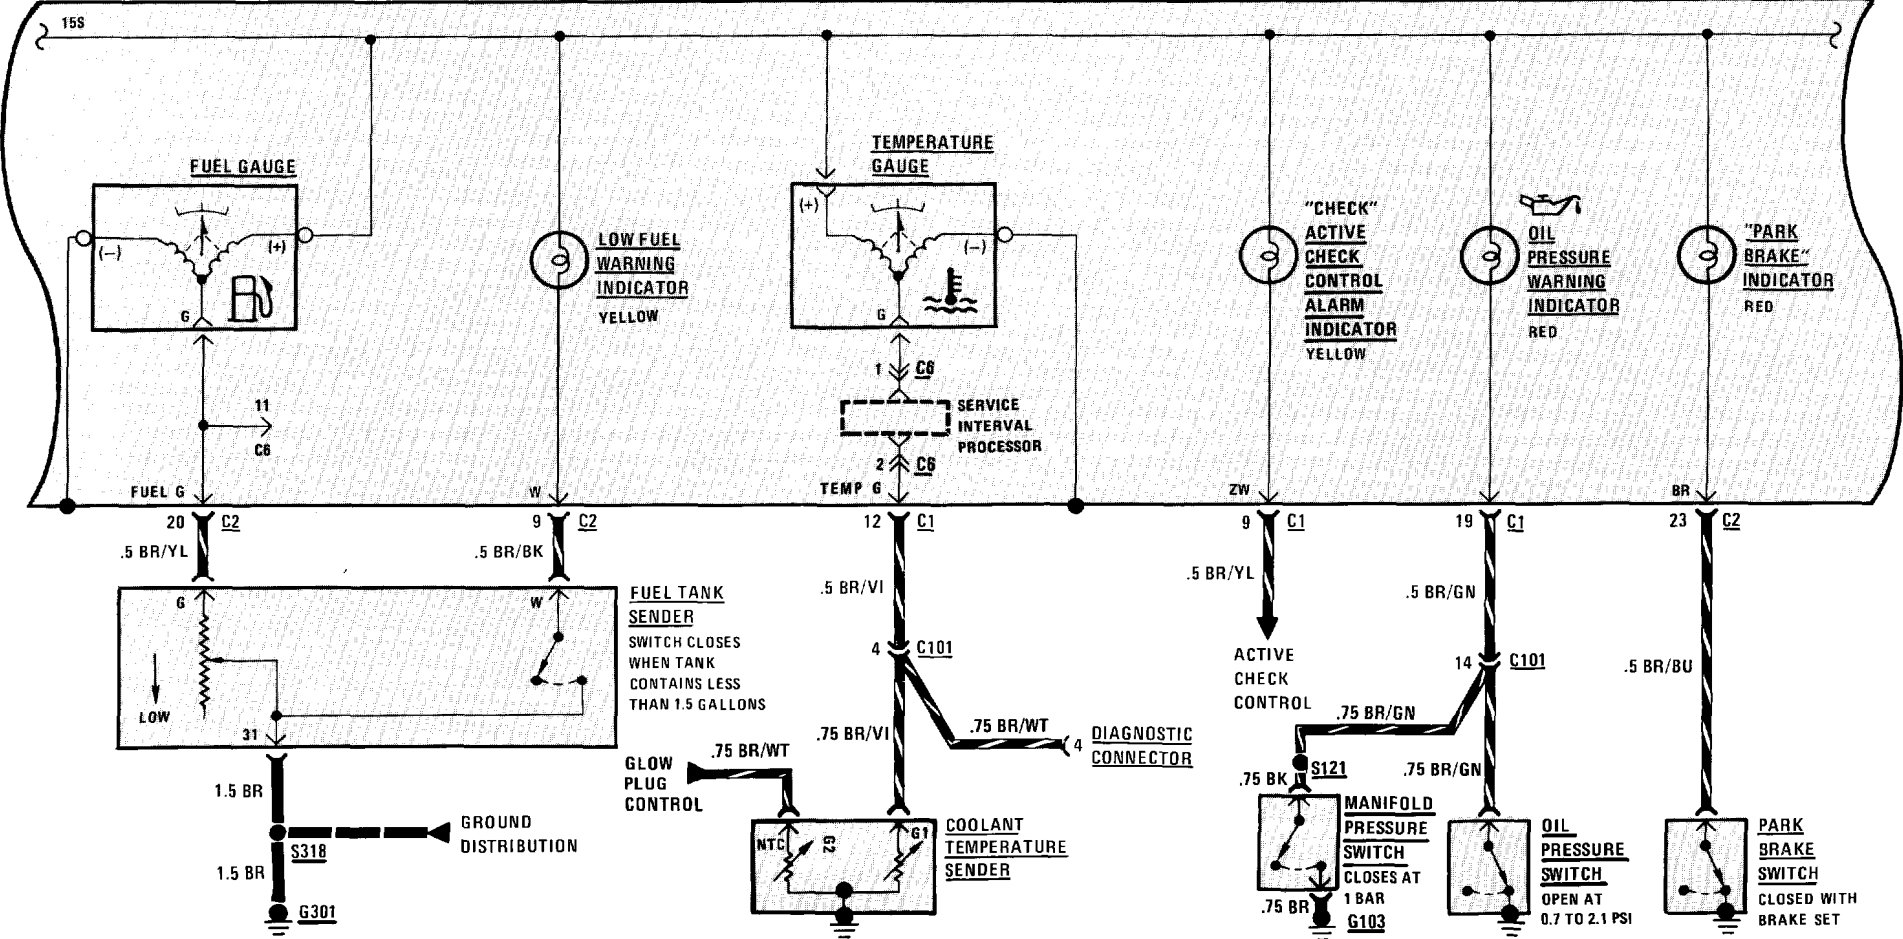 15S
FUEL GAUGE
(−)
(+)
G
11
C6
FUEL G
20 C2
.5 BR/YL
LOW FUEL
WARNING
INDICATOR
YELLOW
W
9 C2
.5 BR/BK
TEMPERATURE
GAUGE
(+)
(−)
G
1 C6
SERVICE
INTERVAL
PROCESSOR
2 C6
TEMP G
12 C1
.5 BR/VI
"CHECK"
ACTIVE
CHECK
CONTROL
ALARM
INDICATOR
YELLOW
ZW
9 C1
.5 BR/YL
ACTIVE
CHECK
CONTROL
OIL
PRESSURE
WARNING
INDICATOR
RED
19 C1
.5 BR/GN
"PARK
BRAKE"
INDICATOR
RED
BR
23 C2
.5 BR/BU
G
W
LOW
31
FUEL TANK
SENDER
SWITCH CLOSES
WHEN TANK
CONTAINS LESS
THAN 1.5 GALLONS
1.5 BR
S318
GROUND
DISTRIBUTION
1.5 BR
G301
4 C101
.75 BR/VI
.75 BR/WT
4
DIAGNOSTIC
CONNECTOR
.75 BR/WT
GLOW
PLUG
CONTROL
NTC
G2
G1
COOLANT
TEMPERATURE
SENDER
14 C101
.75 BR/GN
S121
.75 BK
.75 BR/GN
MANIFOLD
PRESSURE
SWITCH
CLOSES AT
1 BAR
.75 BR
G103
OIL
PRESSURE
SWITCH
OPEN AT
0.7 TO 2.1 PSI
PARK
BRAKE
SWITCH
CLOSED WITH
BRAKE SET